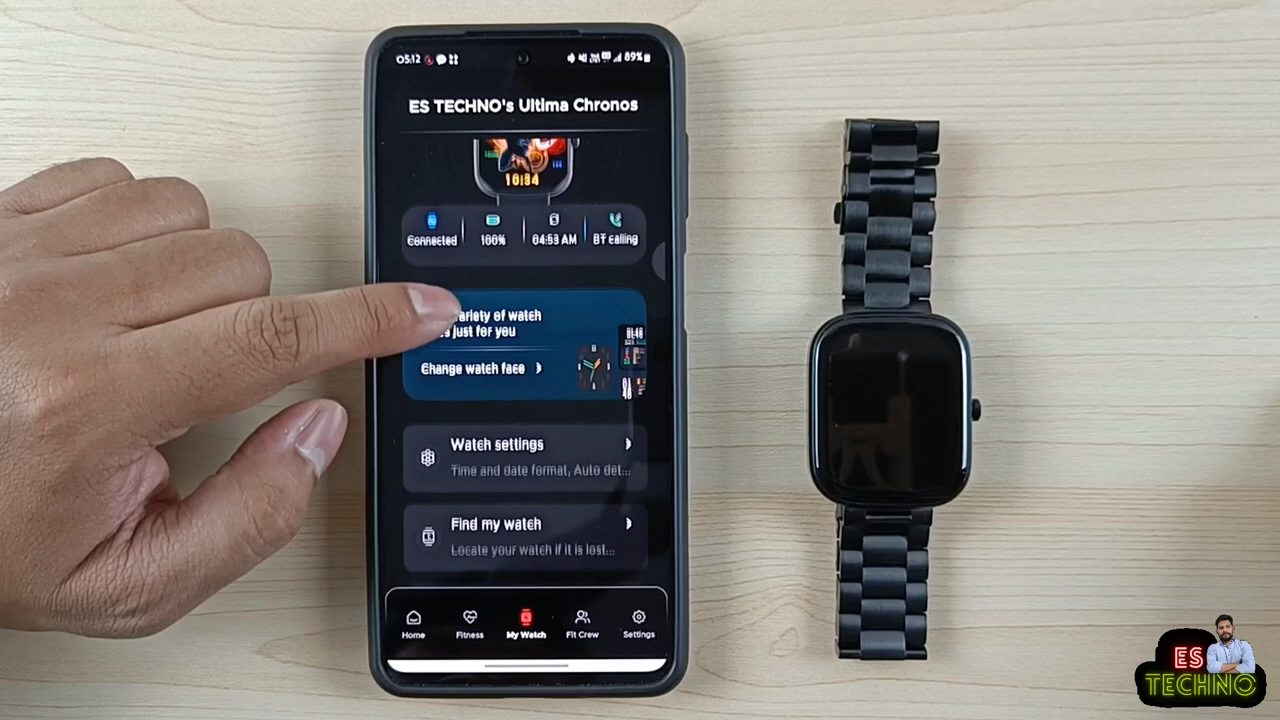 05:12
89%
ES TECHNO's Ultima Chronos
10:34
Connected
100%
04:53 AM
BT calling
ariety of watch
just for you
Change watch face
Watch settings
Time and date format, Auto det...
Find my watch
Locate your watch if it is lost...
Home
Fitness
My Watch
Fit Crew
Settings
ES
TECHNO